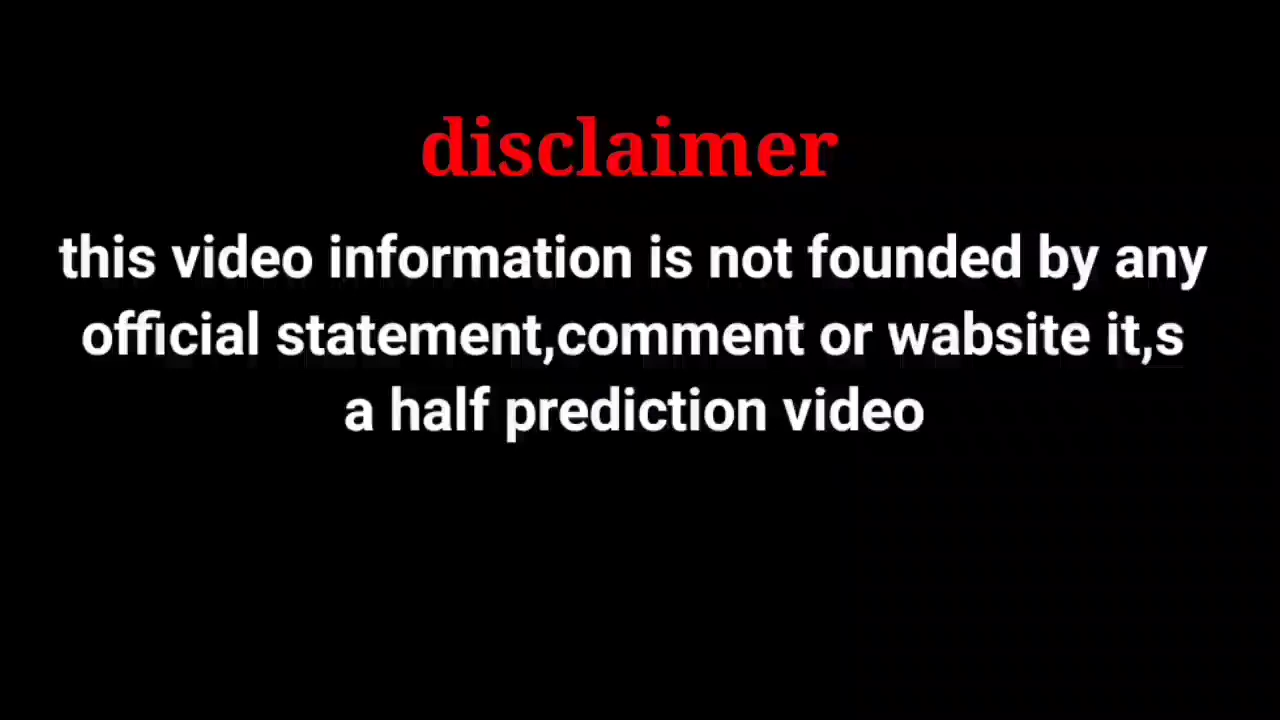 disclaimer
this video information is not founded by any
official statement,comment or wabsite it,s
a half prediction video